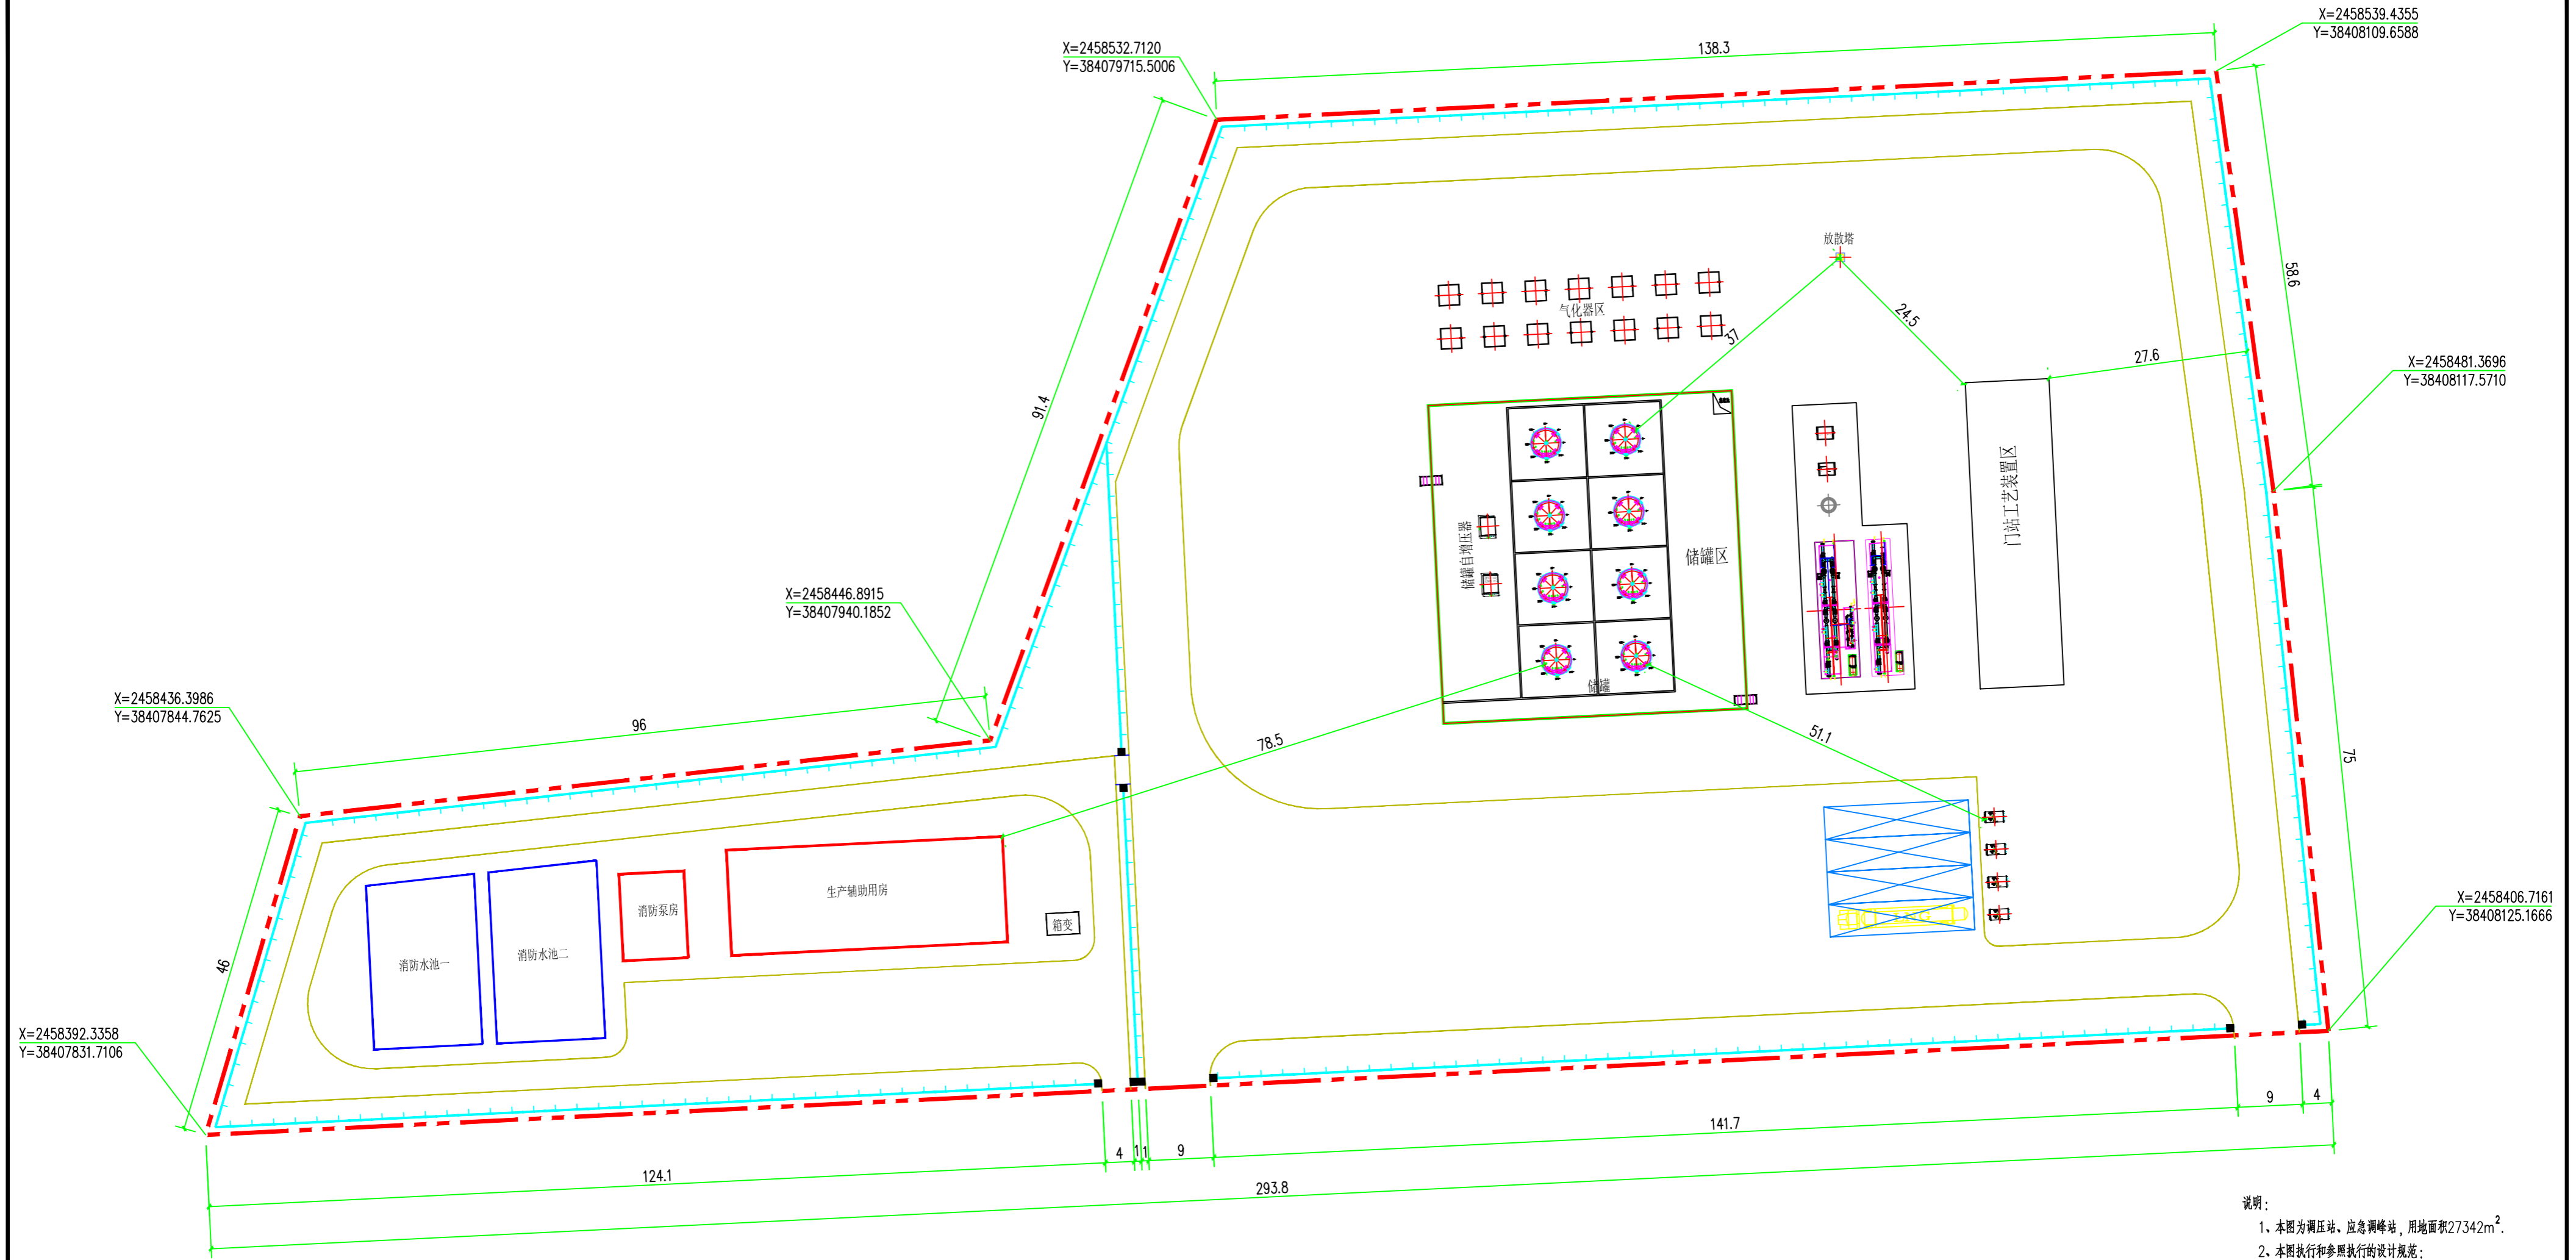 X=2458539.4355
Y=38408109.6588
X=2458532.7120
Y=384079715.5006
138.3
58.6
放散塔
气化器区
37
24.5
27.6
X=2458481.3696
Y=38408117.5710
91.4
门站工艺装置区
储罐自增压器
储罐区
储罐
X=2458446.8915
Y=38407940.1852
X=2458436.3986
Y=38407844.7625
96
78.5
51.1
75
生产辅助用房
消防泵房
箱变
消防水池一
消防水池二
46
X=2458406.7161
Y=38408125.1666
X=2458392.3358
Y=38407831.7106
124.1
4
1
1
9
141.7
9
4
293.8
说明：
1、本图为调压站、应急调峰站，用地面积27342m².
2、本图执行和参照执行的设计规范：